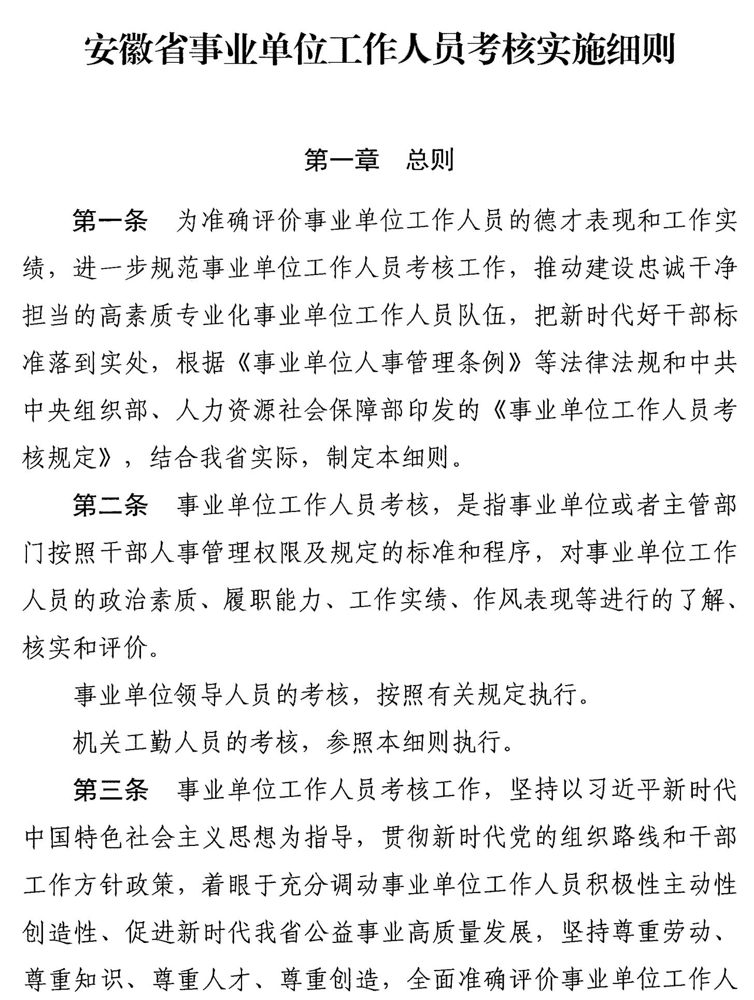 安徽省事业单位工作人员考核实施细则
第一章 总则
第一条 为准确评价事业单位工作人员的德才表现和工作实
绩，进一步规范事业单位工作人员考核工作，推动建设忠诚干净
担当的高素质专业化事业单位工作人员队伍，把新时代好干部标
准落到实处，根据《事业单位人事管理条例》等法律法规和中共
中央组织部、人力资源社会保障部印发的《事业单位工作人员考
核规定》，结合我省实际，制定本细则。
第二条 事业单位工作人员考核，是指事业单位或者主管部
门按照干部人事管理权限及规定的标准和程序，对事业单位工作
人员的政治素质、履职能力、工作实绩、作风表现等进行的了解、
核实和评价。
事业单位领导人员的考核，按照有关规定执行。
机关工勤人员的考核，参照本细则执行。
第三条 事业单位工作人员考核工作，坚持以习近平新时代
中国特色社会主义思想为指导，贯彻新时代党的组织路线和干部
工作方针政策，着眼于充分调动事业单位工作人员积极性主动性
创造性、促进新时代我省公益事业高质量发展，坚持尊重劳动、
尊重知识、尊重人才、尊重创造，全面准确评价事业单位工作人